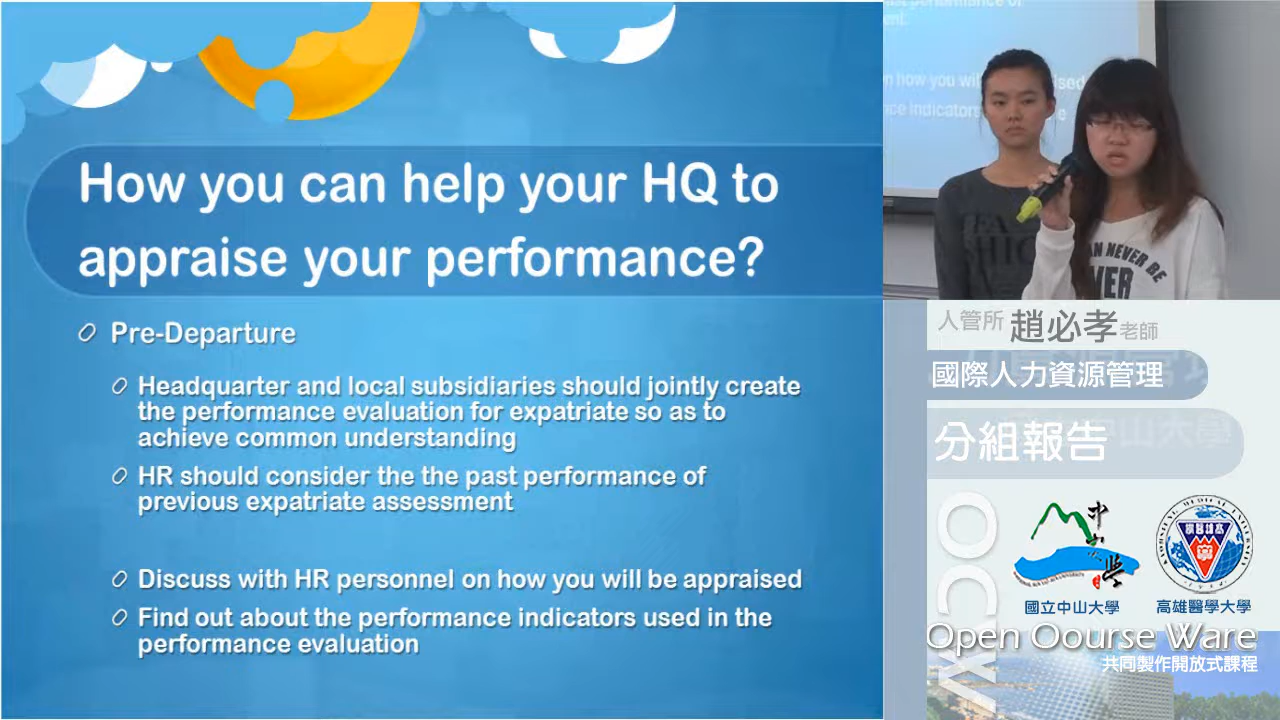 How you can help your HQ to
appraise your performance?
Pre-Departure
Headquarter and local subsidiaries should jointly create
the performance evaluation for expatriate so as to
achieve common understanding
HR should consider the the past performance of
previous expatriate assessment
Discuss with HR personnel on how you will be appraised
Find out about the performance indicators used in the
performance evaluation
人管所 趙必孝老師
國際人力資源管理
分組報告
OCW
國立中山大學
高雄醫學大學
Open Oourse Ware
共同製作開放式課程